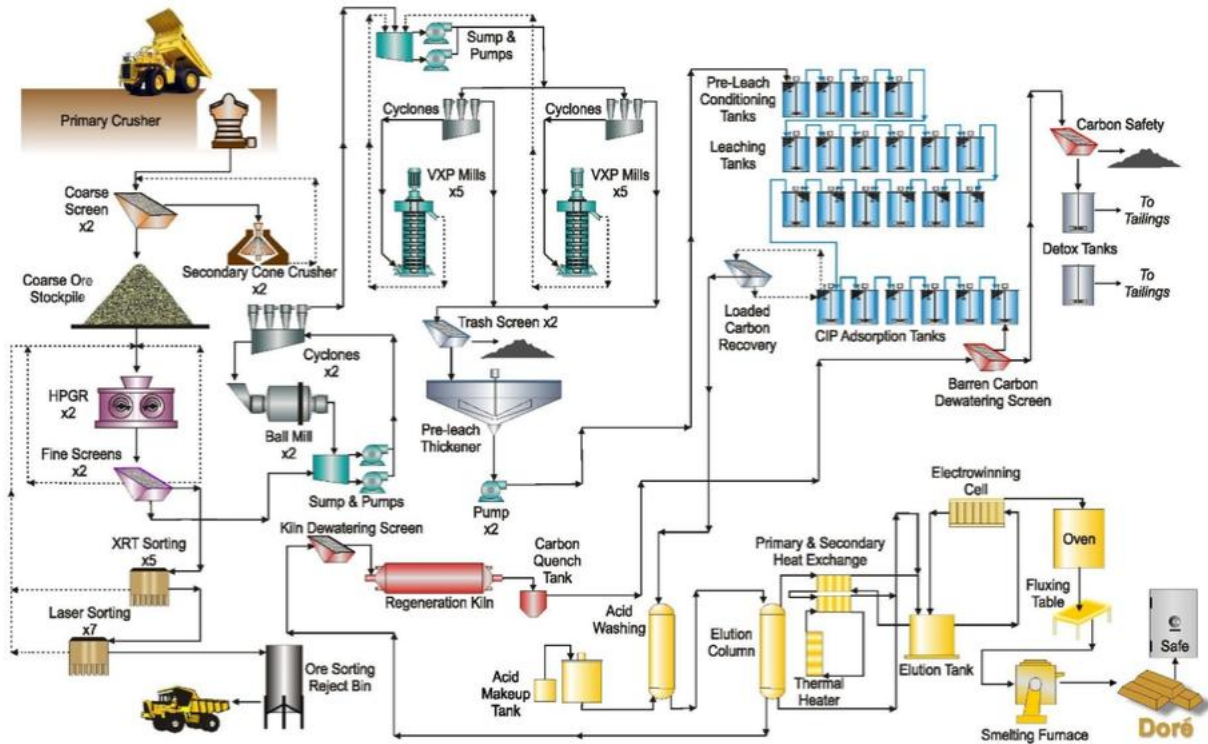 Primary Crusher
Coarse
Screen
x2
Secondary Cone Crusher
x2
Coarse Ore
Stockpile
HPGR
x2
Fine Screens
x2
XRT Sorting
x5
Laser Sorting
x7
Ore Sorting
Reject Bin
Cyclones
x2
Ball Mill
x2
Sump & Pumps
Sump &
Pumps
Cyclones
Cyclones
VXP Mills
x5
VXP Mills
x5
Trash Screen x2
Pre-leach
Thickener
Pump
x2
Pre-Leach
Conditioning
Tanks
Leaching
Tanks
Loaded
Carbon
Recovery
CIP Adsorption Tanks
Barren Carbon
Dewatering Screen
Carbon Safety
To
Tailings
Detox Tanks
To
Tailings
Kiln Dewatering Screen
Regeneration Kiln
Carbon
Quench
Tank
Acid
Makeup
Tank
Acid
Washing
Elution
Column
Primary & Secondary
Heat Exchange
Thermal
Heater
Electrowinning
Cell
Elution Tank
Oven
Fluxing
Table
Smelting Furnace
Safe
Doré